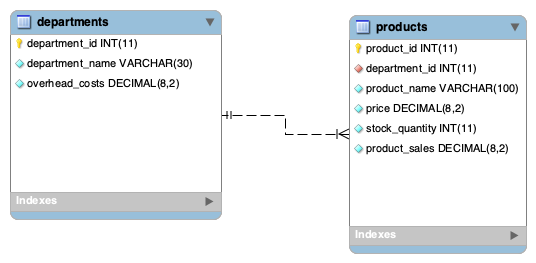 departments
department_id INT(11)
department_name VARCHAR(30)
overhead_costs DECIMAL(8,2)
Indexes
products
product_id INT(11)
department_id INT(11)
product_name VARCHAR(100)
price DECIMAL(8,2)
stock_quantity INT(11)
product_sales DECIMAL(8,2)
Indexes